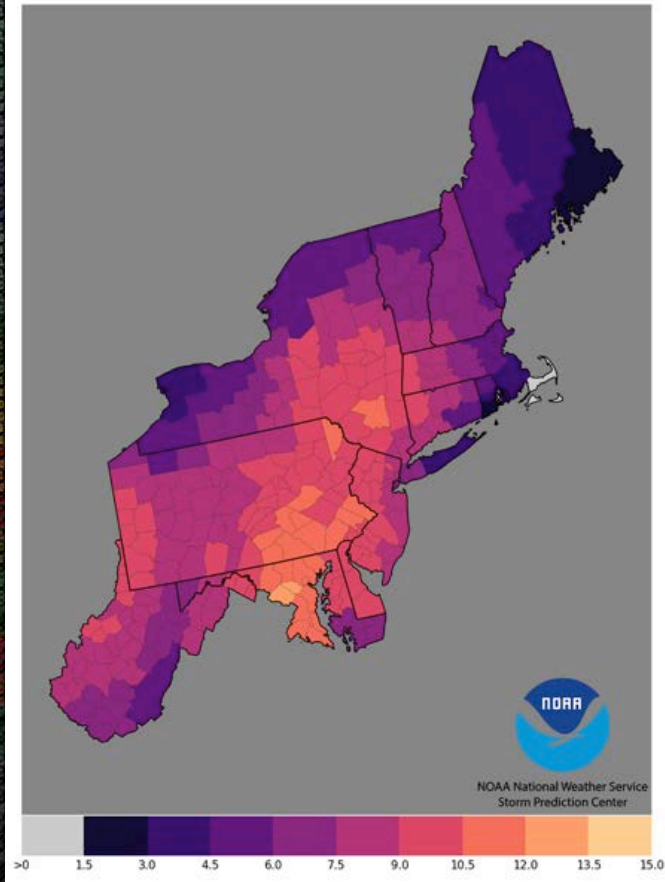 NOAA
NOAA National Weather Service
Storm Prediction Center
>0 1.5 3.0 4.5 6.0 7.5 9.0 10.5 12.0 13.5 15.0